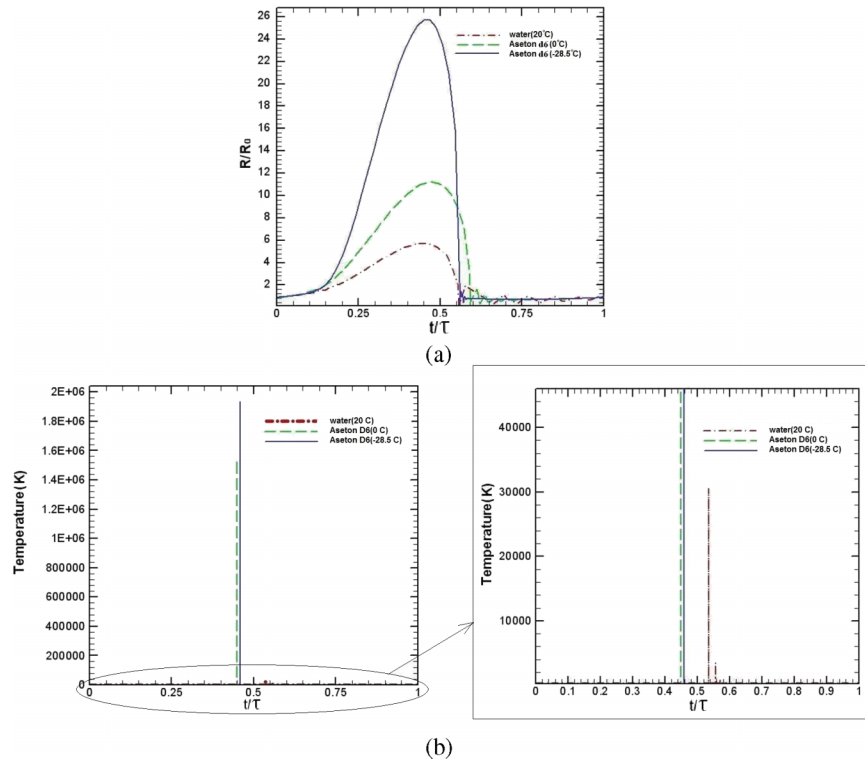 26
24
22
20
18
16
14
12
10
8
6
4
2
R/R0
water(20°C)
Aseton d6(0°C)
Aseton d6(-28.5°C)
0 0.25 0.5 0.75 1
t/τ
(a)
2E+06
1.8E+06
1.6E+06
1.4E+06
1.2E+06
1E+06
800000
600000
400000
200000
0
Temperature(K)
water(20 C)
Aseton D6(0 C)
Aseton D6(-28.5 C)
0 0.25 0.5 0.75 1
t/τ
40000
30000
20000
10000
Temperature(K)
water(20 C)
Aseton D6(0 C)
Aseton D6(-28.5 C)
0 0.1 0.2 0.3 0.4 0.5 0.6 0.7 0.8 0.9 1
t/τ
(b)